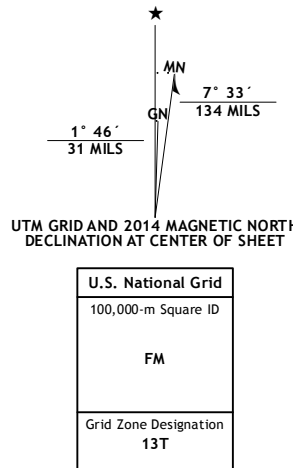 MN
GN
7° 33´
134 MILS
1° 46´
31 MILS
UTM GRID AND 2014 MAGNETIC NORTH
DECLINATION AT CENTER OF SHEET
U.S. National Grid
100,000-m Square ID
FM
Grid Zone Designation
13T